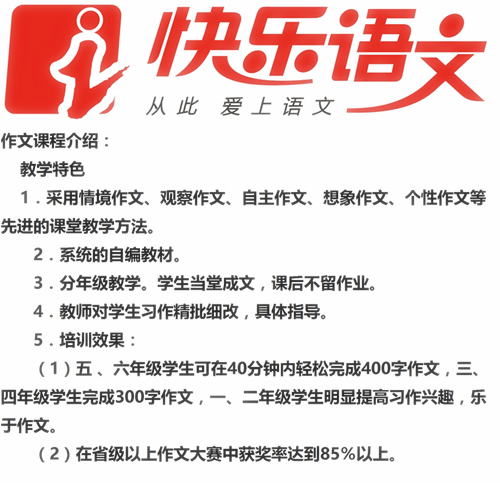 快乐语文
从此 爱上语文
作文课程介绍：
教学特色
1．采用情境作文、观察作文、自主作文、想象作文、个性作文等
先进的课堂教学方法。
2．系统的自编教材。
3．分年级教学。学生当堂成文，课后不留作业。
4．教师对学生习作精批细改，具体指导。
5．培训效果：
（1）五 、六年级学生可在40分钟内轻松完成400字作文，三、
四年级学生完成300字作文，一、二年级学生明显提高习作兴趣，乐
于作文。
（2）在省级以上作文大赛中获奖率达到85%以上。